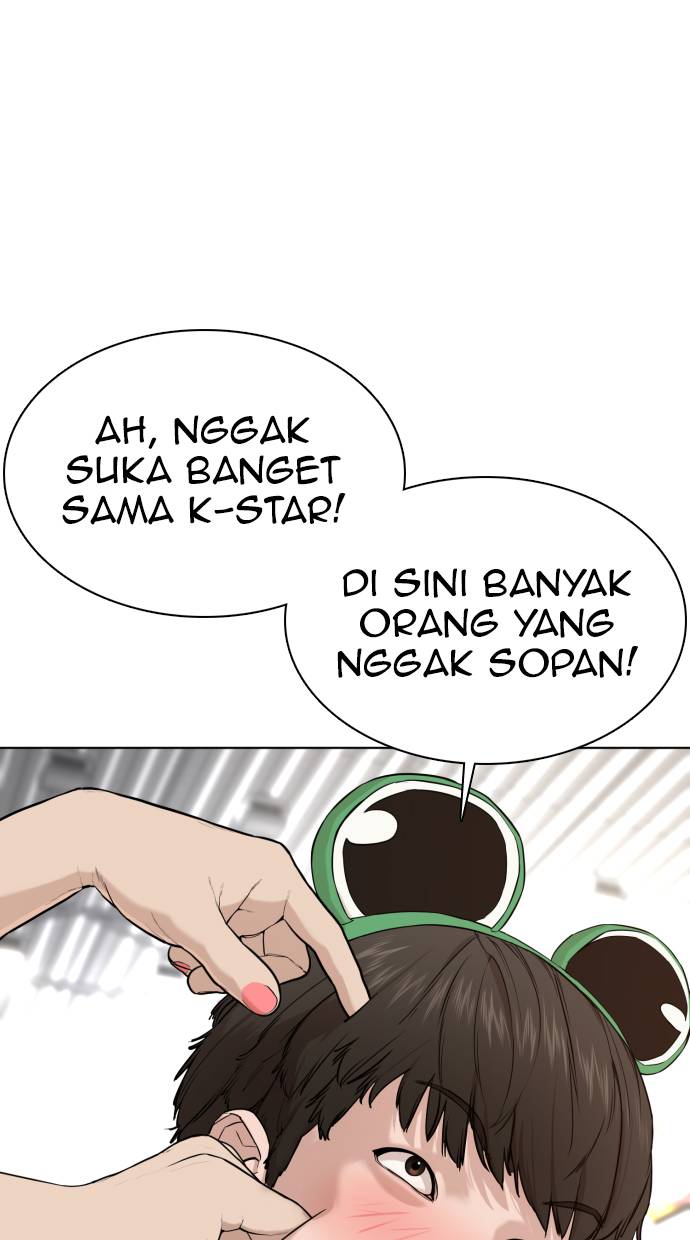 AH, NGGAK
SUKA BANGET
SAMA K-STAR!
DI SINI BANYAK
ORANG YANG
NGGAK SOPAN!